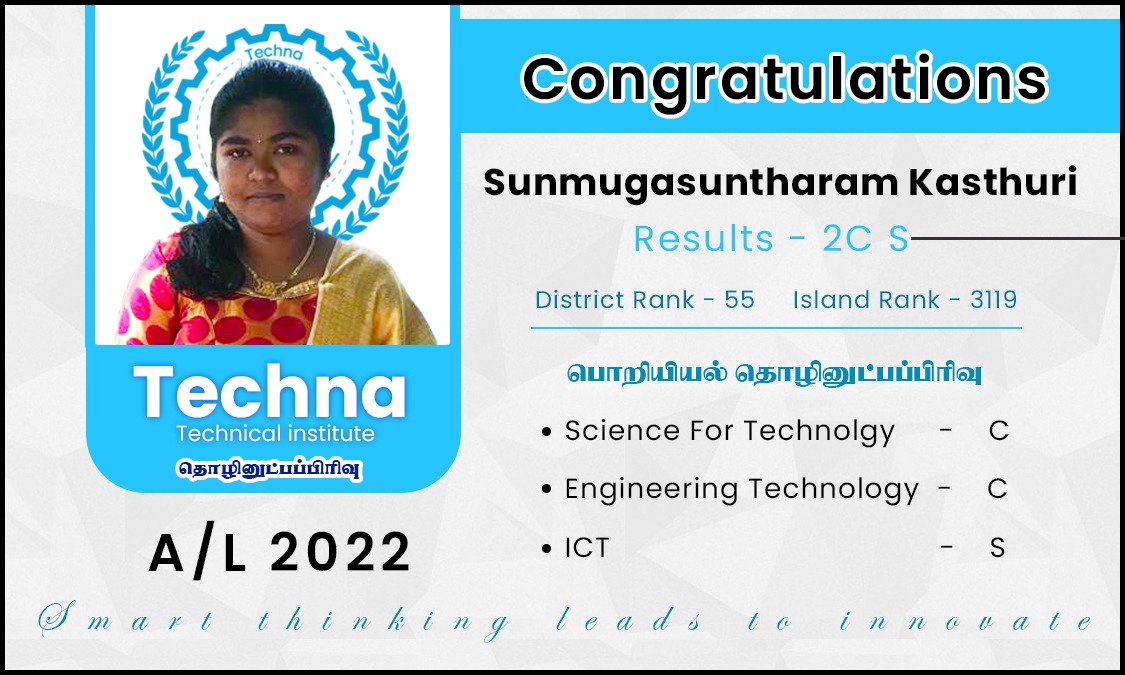 Techna
Congratulations
Sunmugasuntharam Kasthuri
Results - 2C S
District Rank - 55 Island Rank - 3119
பொறியியல் தொழினுட்பப்பிரிவு
• Science For Technolgy - C
• Engineering Technology - C
• ICT - S
Techna
Technical institute
தொழினுட்பப்பிரிவு
A/L 2022
Smart thinking leads to innovate